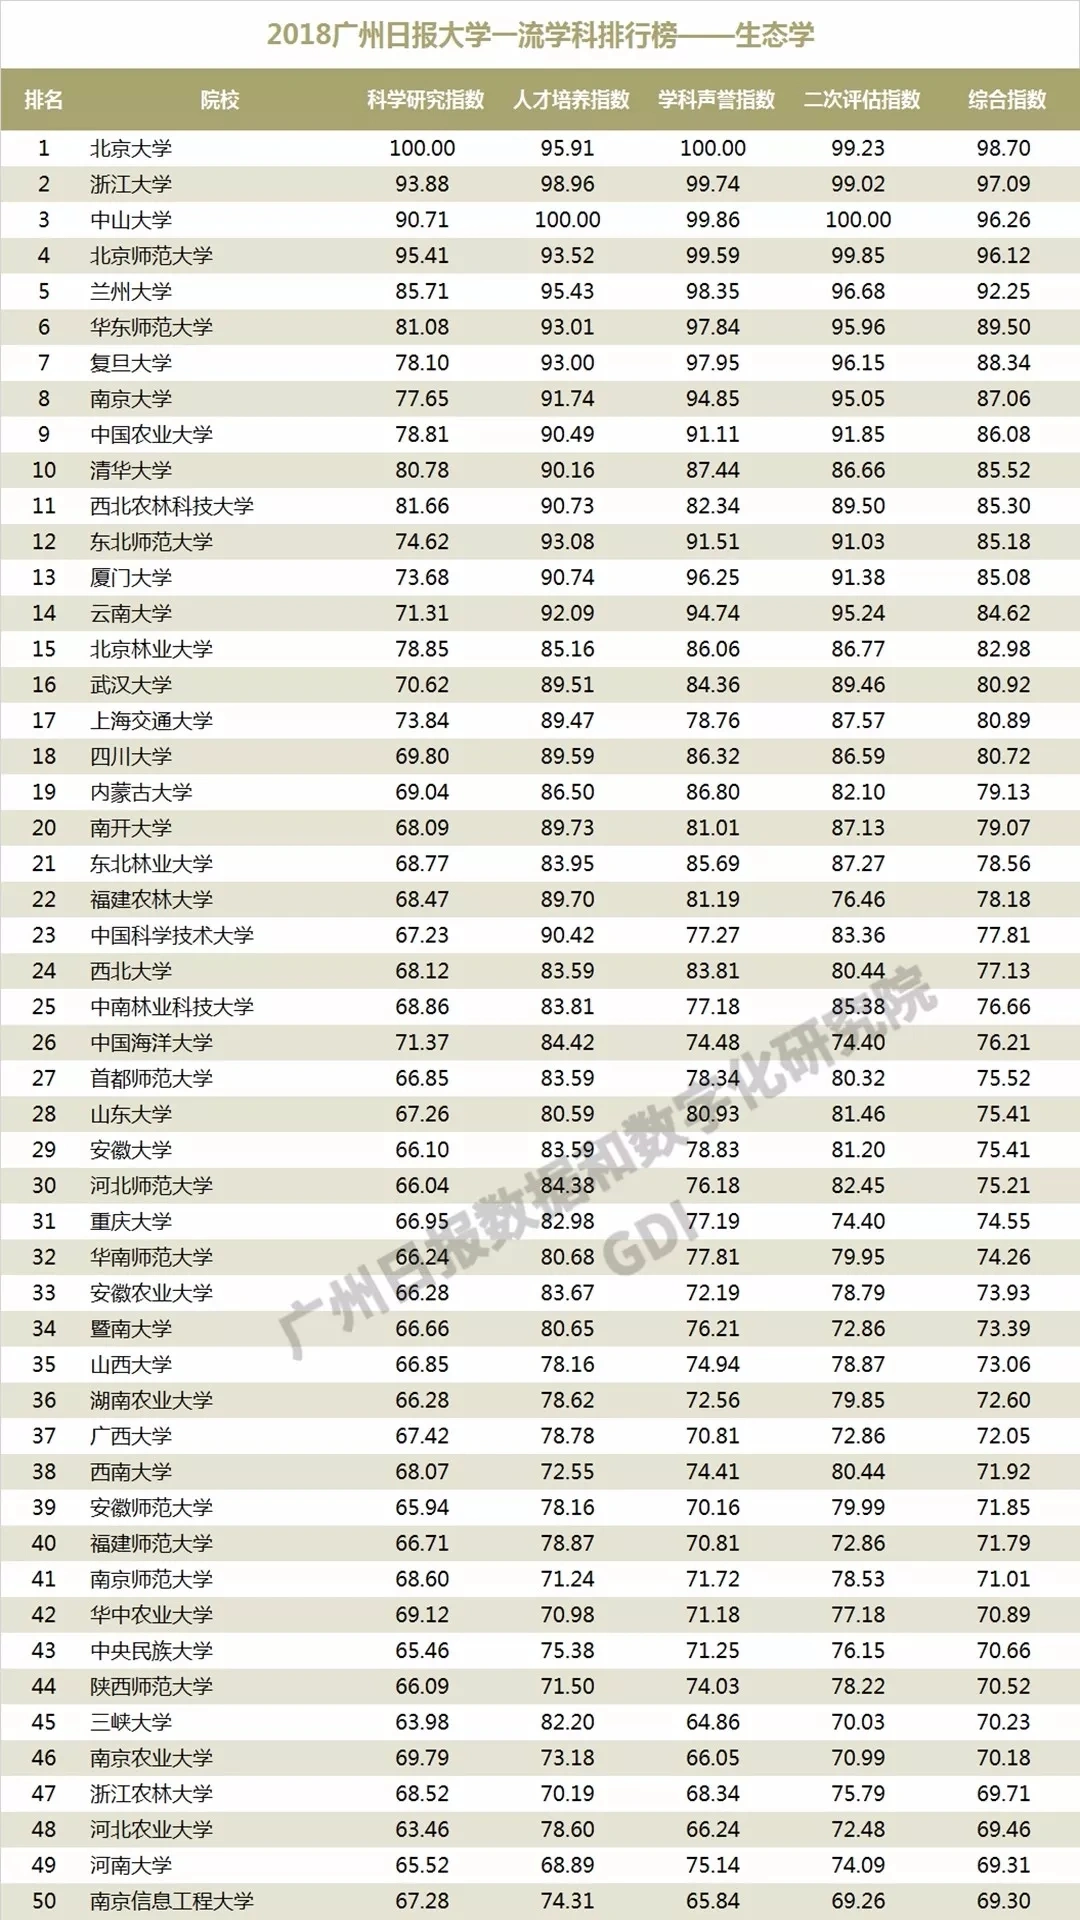 2018广州日报大学一流学科排行榜——生态学
排名 院校 科学研究指数 人才培养指数 学科声誉指数 二次评估指数 综合指数
1 北京大学 100.00 95.91 100.00 99.23 98.70
2 浙江大学 93.88 98.96 99.74 99.02 97.09
3 中山大学 90.71 100.00 99.86 100.00 96.26
4 北京师范大学 95.41 93.52 99.59 99.85 96.12
5 兰州大学 85.71 95.43 98.35 96.68 92.25
6 华东师范大学 81.08 93.01 97.84 95.96 89.50
7 复旦大学 78.10 93.00 97.95 96.15 88.34
8 南京大学 77.65 91.74 94.85 95.05 87.06
9 中国农业大学 78.81 90.49 91.11 91.85 86.08
10 清华大学 80.78 90.16 87.44 86.66 85.52
11 西北农林科技大学 81.66 90.73 82.34 89.50 85.30
12 东北师范大学 74.62 93.08 91.51 91.03 85.18
13 厦门大学 73.68 90.74 96.25 91.38 85.08
14 云南大学 71.31 92.09 94.74 95.24 84.62
15 北京林业大学 78.85 85.16 86.06 86.77 82.98
16 武汉大学 70.62 89.51 84.36 89.46 80.92
17 上海交通大学 73.84 89.47 78.76 87.57 80.89
18 四川大学 69.80 89.59 86.32 86.59 80.72
19 内蒙古大学 69.04 86.50 86.80 82.10 79.13
20 南开大学 68.09 89.73 81.01 87.13 79.07
21 东北林业大学 68.77 83.95 85.69 87.27 78.56
22 福建农林大学 68.47 89.70 81.19 76.46 78.18
23 中国科学技术大学 67.23 90.42 77.27 83.36 77.81
24 西北大学 68.12 83.59 83.81 80.44 77.13
25 中南林业科技大学 68.86 83.81 77.18 85.38 76.66
26 中国海洋大学 71.37 84.42 74.48 74.40 76.21
27 首都师范大学 66.85 83.59 78.34 80.32 75.52
28 山东大学 67.26 80.59 80.93 81.46 75.41
29 安徽大学 66.10 83.59 78.83 81.20 75.41
30 河北师范大学 66.04 84.38 76.18 82.45 75.21
31 重庆大学 66.95 82.98 77.19 74.40 74.55
32 华南师范大学 66.24 80.68 77.81 79.95 74.26
33 安徽农业大学 66.28 83.67 72.19 78.79 73.93
34 暨南大学 66.66 80.65 76.21 72.86 73.39
35 山西大学 66.85 78.16 74.94 78.87 73.06
36 湖南农业大学 66.28 78.62 72.56 79.85 72.60
37 广西大学 67.42 78.78 70.81 72.86 72.05
38 西南大学 68.07 72.55 74.41 80.44 71.92
39 安徽师范大学 65.94 78.16 70.16 79.99 71.85
40 福建师范大学 66.71 78.87 70.81 72.86 71.79
41 南京师范大学 68.60 71.24 71.72 78.53 71.01
42 华中农业大学 69.12 70.98 71.18 77.18 70.89
43 中央民族大学 65.46 75.38 71.25 76.15 70.66
44 陕西师范大学 66.09 71.50 74.03 78.22 70.52
45 三峡大学 63.98 82.20 64.86 70.03 70.23
46 南京农业大学 69.79 73.18 66.05 70.99 70.18
47 浙江农林大学 68.52 70.19 68.34 75.79 69.71
48 河北农业大学 63.46 78.60 66.24 72.48 69.46
49 河南大学 65.52 68.89 75.14 74.09 69.31
50 南京信息工程大学 67.28 74.31 65.84 69.26 69.30
广州日报数据和数字化研究院
GDI